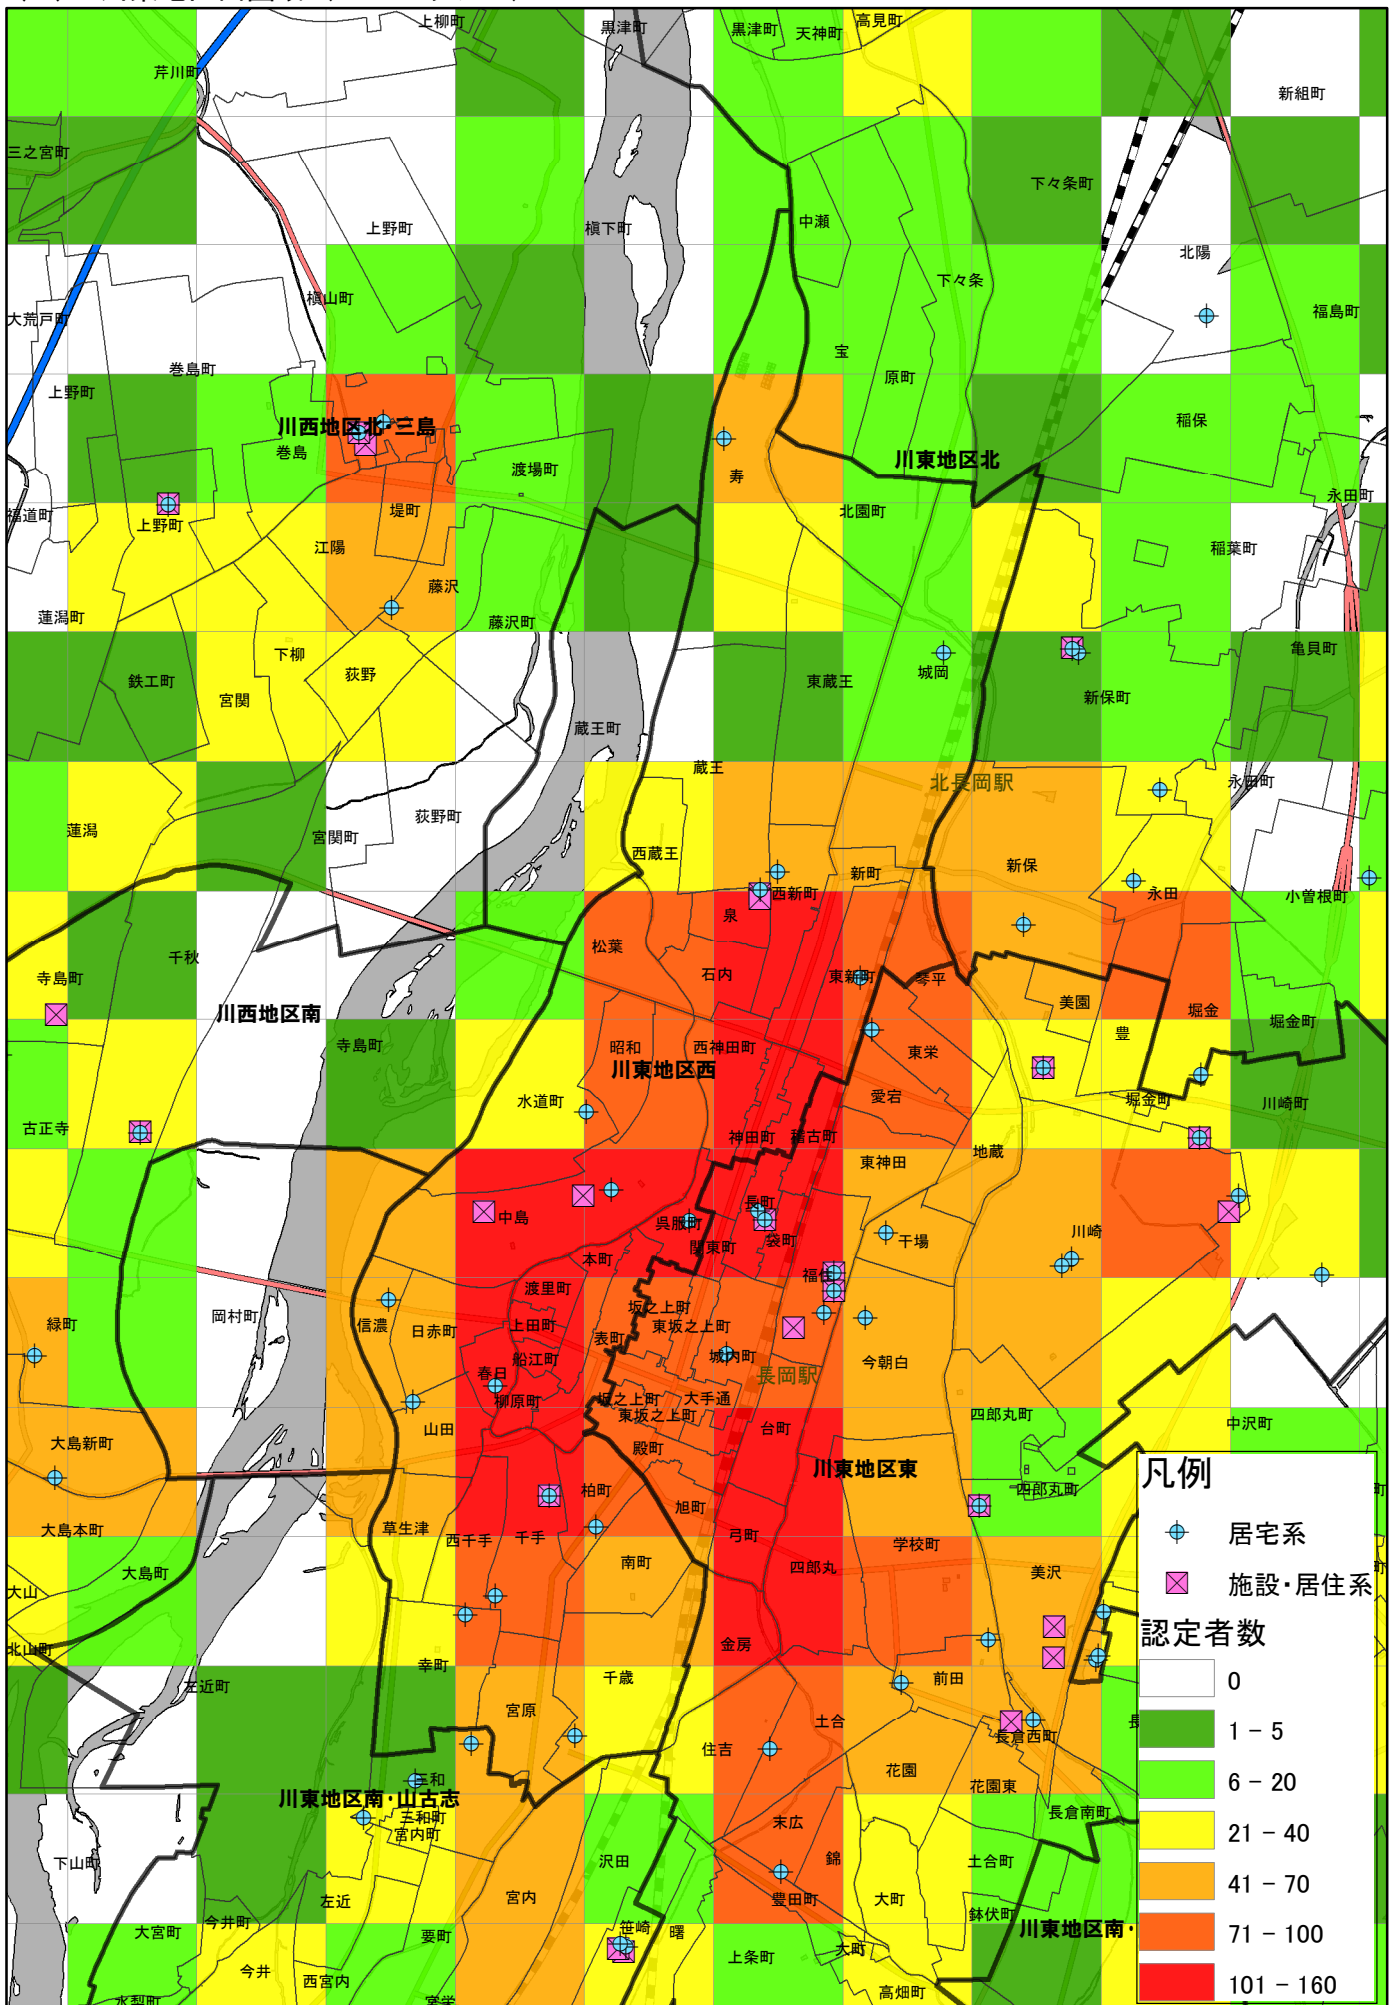 上柳町
黒津町
黒津町
天神町
高見町
芹川町
新組町
三之宮町
下々条町
上野町
槇下町
中瀬
北陽
下々条
槇山町
大荒戸町
福島町
巻島町
宝
原町
上野町
稲保
川西地区北・三島
巻島
渡場町
寿
川東地区北
永田町
福道町
上野町
堤町
北園町
江陽
稲葉町
藤沢
蓮潟町
藤沢町
下柳
荻野
亀貝町
鉄工町
宮関
東蔵王
城岡
新保町
蔵王町
蔵王
北長岡駅
永田町
蓮潟
宮関町
荻野町
西蔵王
新町
新保
西新町
永田
小曽根町
泉
松葉
千秋
石内
東新町
琴平
寺島町
美園
堀金
川西地区南
堀金町
寺島町
昭和
西神田町
東栄
豊
川東地区西
愛宕
水道町
堀金町
川崎町
古正寺
神田町
稽古町
地蔵
東神田
長町
中島
呉服町
関東町
袋町
干場
川崎
本町
福住
渡里町
岡村町
坂之上町
緑町
信濃
日赤町
上田町
表町
東坂之上町
船江町
城内町
今朝白
春日
長岡駅
柳原町
坂之上町
大手通
東坂之上町
四郎丸町
中沢町
山田
台町
大島新町
殿町
川東地区東
凡例
柏町
四郎丸町
町
旭町
大島本町
草生津
西千手
千手
弓町
学校町
居宅系
南町
四郎丸
美沢
大島町
大山
施設・居住系
認定者数
北山町
金房
幸町
千歳
前田
左近町
0
宮原
土合
長倉西町
1 − 5
住吉
花園
三和
花園東
6 − 20
川東地区南・山古志
三和町
長倉南町
宮内町
末広
21 − 40
下山町
沢田
錦
土合町
左近
宮内
豊田町
大町
41 − 70
今井町
鉢伏町
大宮町
笹崎
曙
川東地区南・
71 − 100
要町
上条町
大町
今井
西宮内
高畑町
101 − 160
水梨町
宮栄